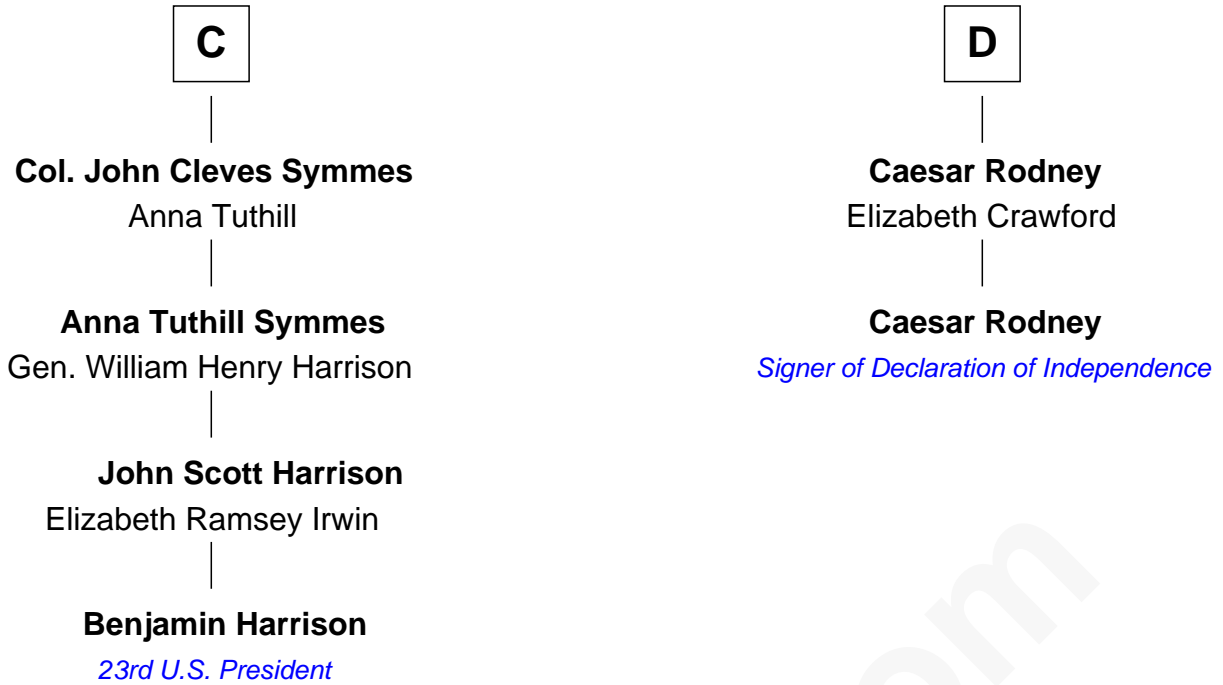 C
Col. John Cleves Symmes
Anna Tuthill
Anna Tuthill Symmes
Gen. William Henry Harrison
John Scott Harrison
Elizabeth Ramsey Irwin
Benjamin Harrison
23rd U.S. President
D
Caesar Rodney
Elizabeth Crawford
Caesar Rodney
Signer of Declaration of Independence
om